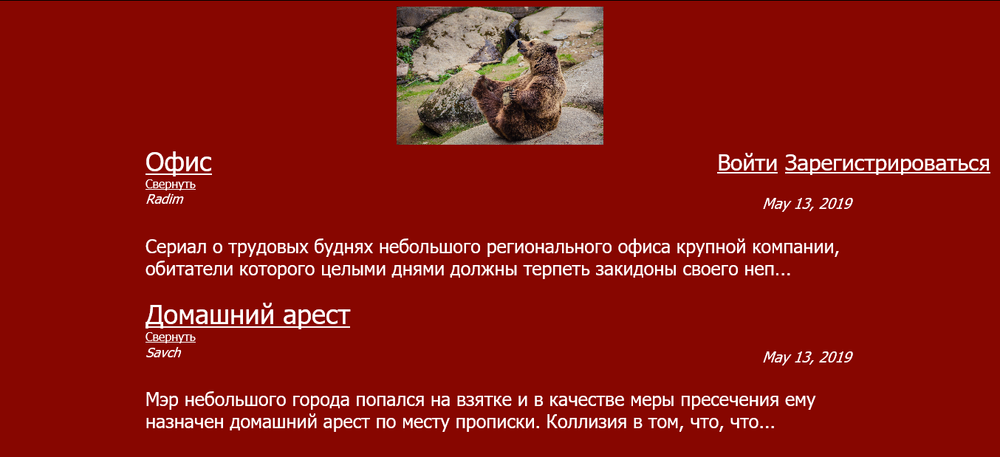 Офис
Войти Зарегистрироваться
Свернуть
Radim
May 13, 2019
Сериал о трудовых буднях небольшого регионального офиса крупной компании,
обитатели которого целыми днями должны терпеть закидоны своего неп...
Домашний арест
Свернуть
Savch
May 13, 2019
Мэр небольшого города попался на взятке и в качестве меры пресечения ему
назначен домашний арест по месту прописки. Коллизия в том, что, что...